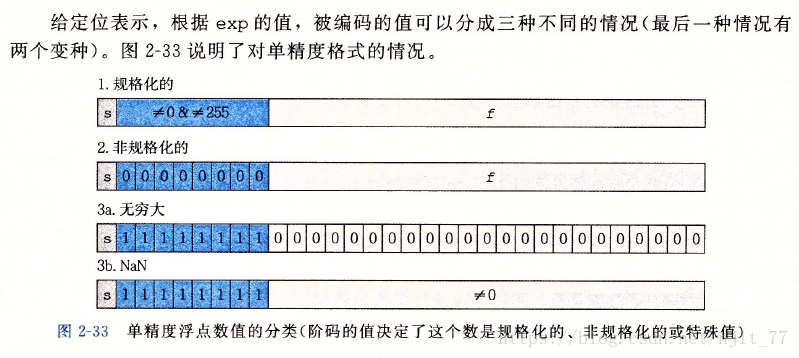 给定位表示,根据 exp 的值,被编码的值可以分成三种不同的情况(最后一种情况有
两个变种)。图 2-33 说明了对单精度格式的情况。
1. 规格化的
s ≠0 & ≠255 f
2. 非规格化的
s 0 0 0 0 0 0 0 0 f
3a. 无穷大
s 1 1 1 1 1 1 1 1 0 0 0 0 0 0 0 0 0 0 0 0 0 0 0 0 0 0 0 0 0 0 0
3b. NaN
s 1 1 1 1 1 1 1 1 ≠0
图 2-33 单精度浮点数值的分类(阶码的值决定了这个数是规格化的、非规格化的或特殊值)
https://blog.csdn.net/njit_77